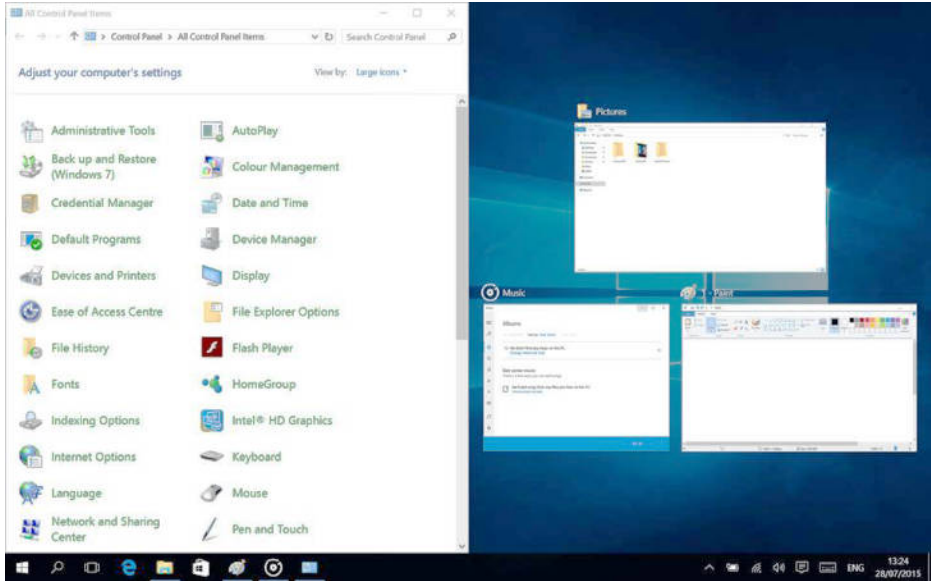 All Control Panel Items
Control Panel > All Control Panel Items
Search Control Panel
Adjust your computer's settings
View by: Large icons
Administrative Tools
AutoPlay
Back up and Restore
(Windows 7)
Colour Management
Credential Manager
Date and Time
Default Programs
Device Manager
Devices and Printers
Display
Ease of Access Centre
File Explorer Options
File History
Flash Player
Fonts
HomeGroup
Indexing Options
Intel® HD Graphics
Internet Options
Keyboard
Language
Mouse
Network and Sharing
Center
Pen and Touch
Pictures
Music
Paint
Albums
ENG
13:24
28/07/2015